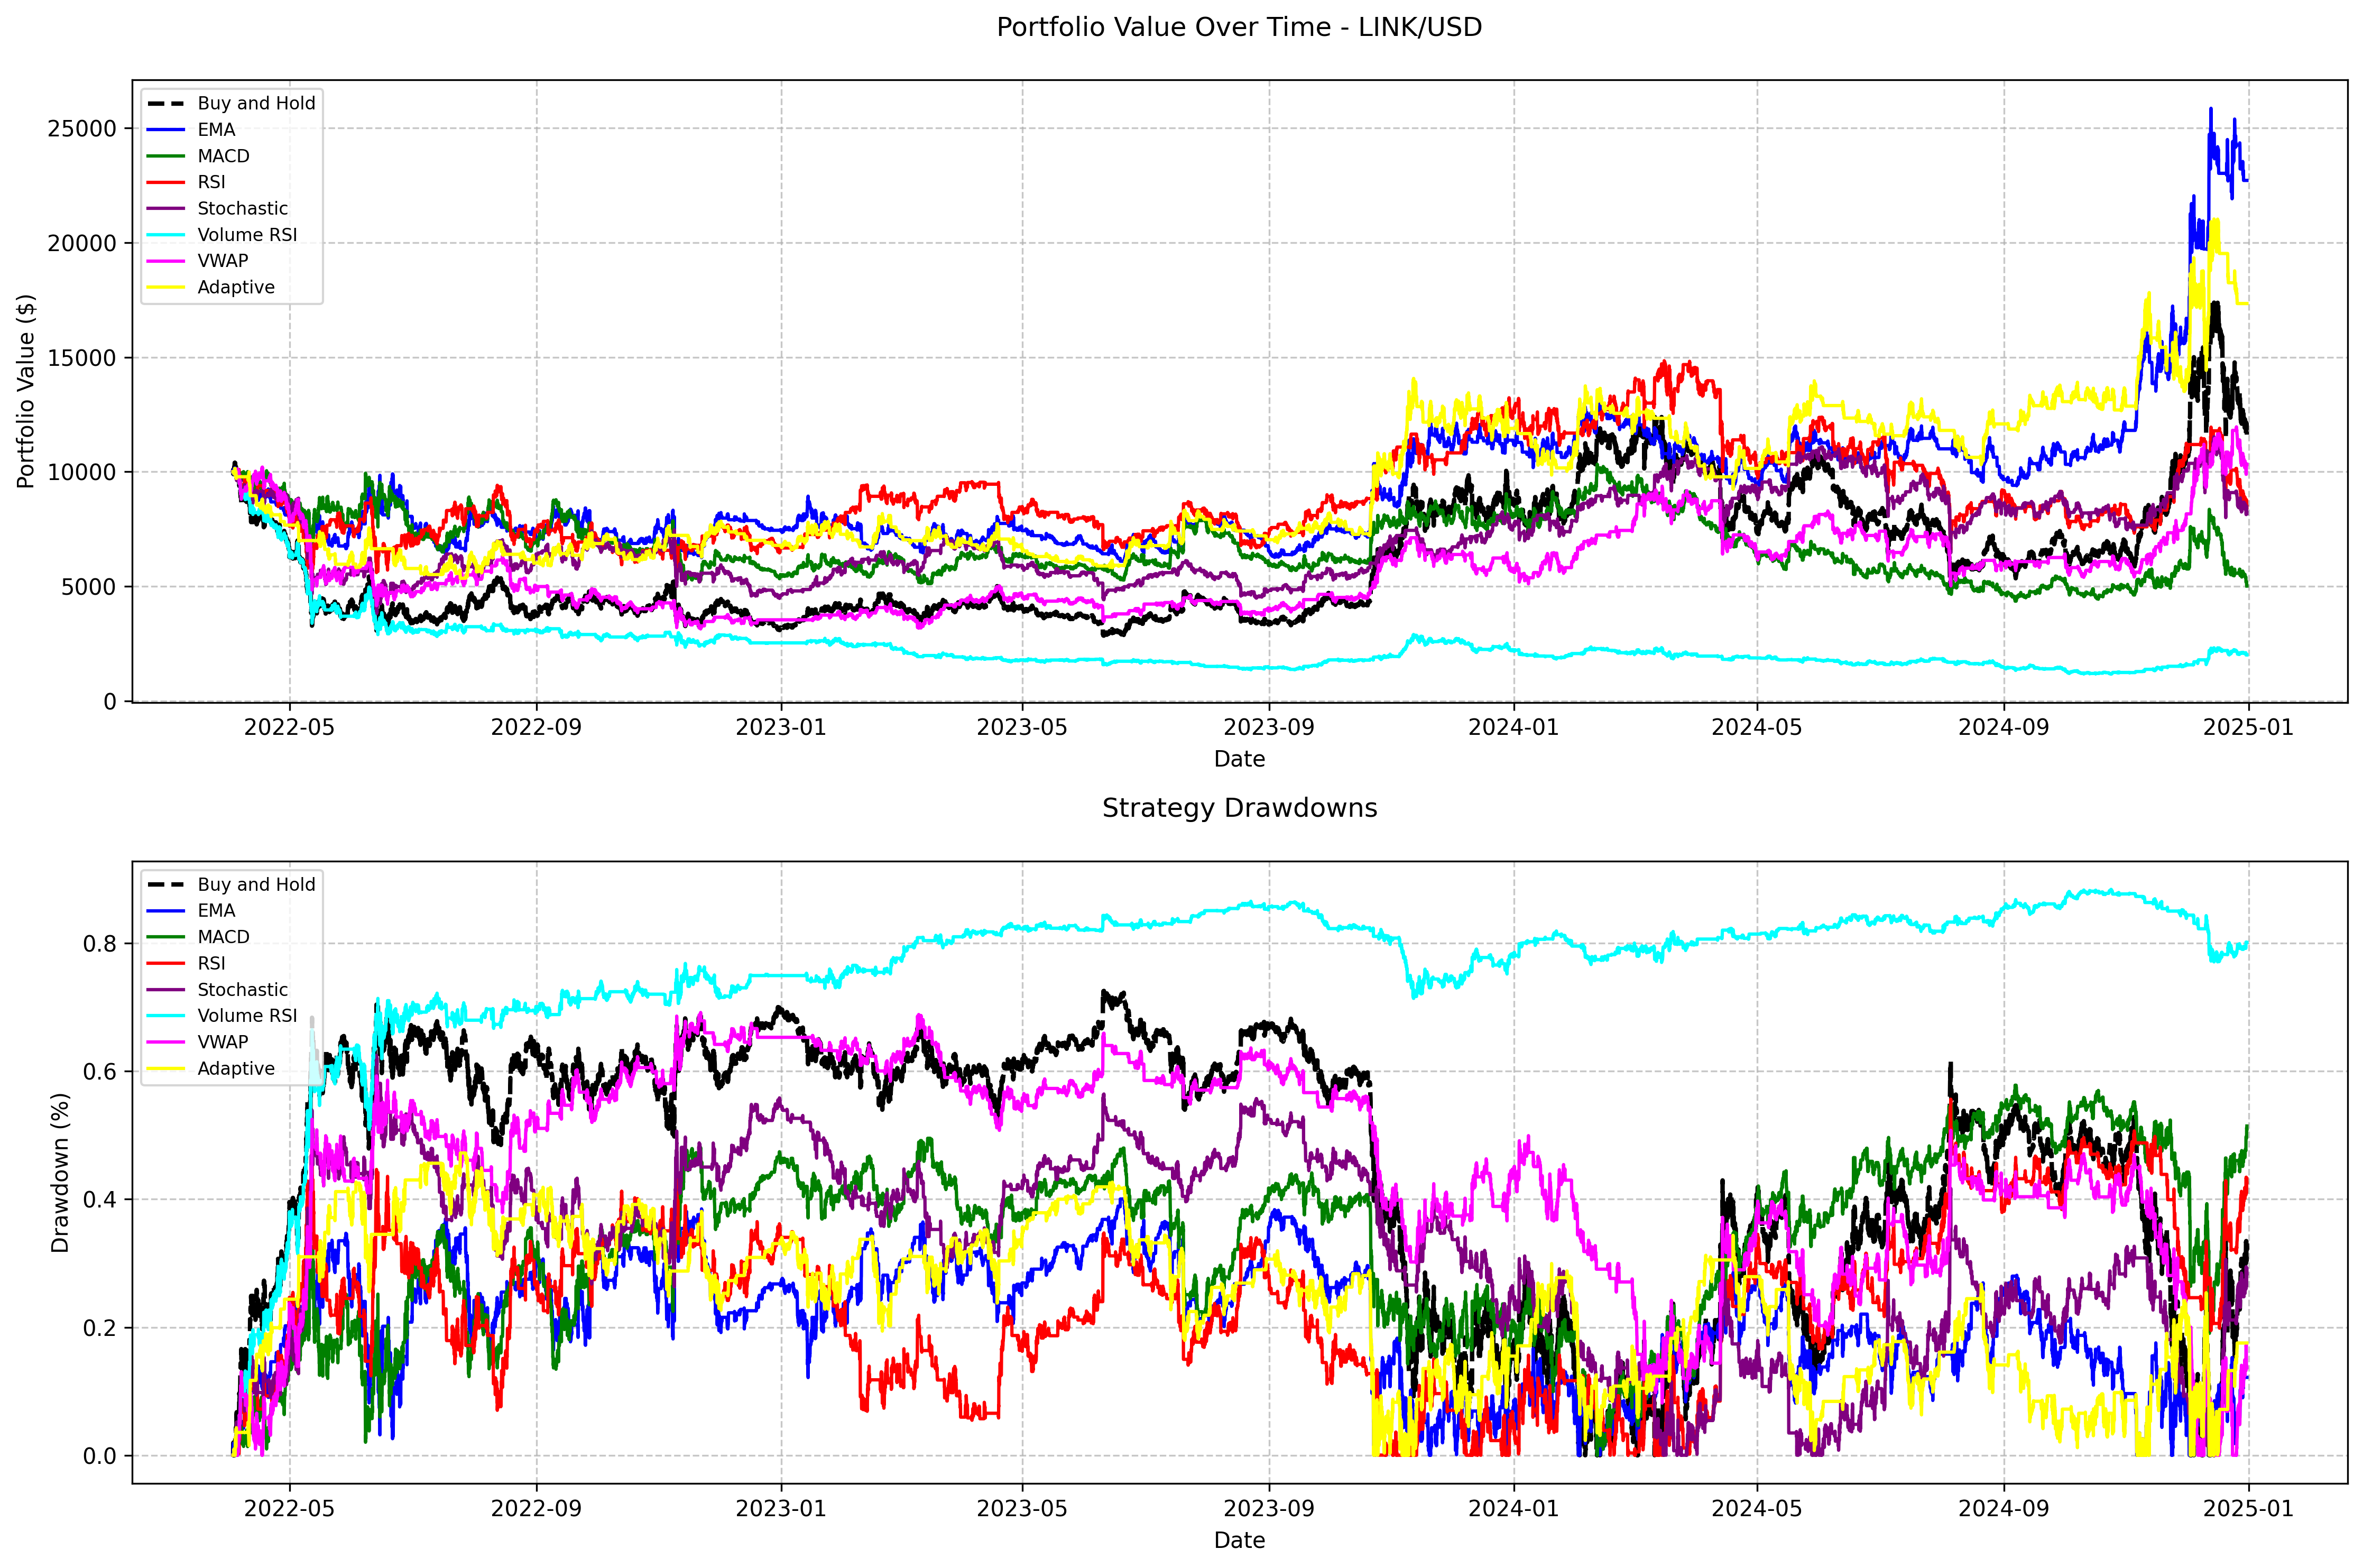 Portfolio Value Over Time - LINK/USD
Portfolio Value ($)
25000
20000
15000
10000
5000
0
Buy and Hold
EMA
MACD
RSI
Stochastic
Volume RSI
VWAP
Adaptive
2022-05 2022-09 2023-01 2023-05 2023-09 2024-01 2024-05 2024-09 2025-01
Date
Strategy Drawdowns
Drawdown (%)
0.8
0.6
0.4
0.2
0.0
Buy and Hold
EMA
MACD
RSI
Stochastic
Volume RSI
VWAP
Adaptive
2022-05 2022-09 2023-01 2023-05 2023-09 2024-01 2024-05 2024-09 2025-01
Date